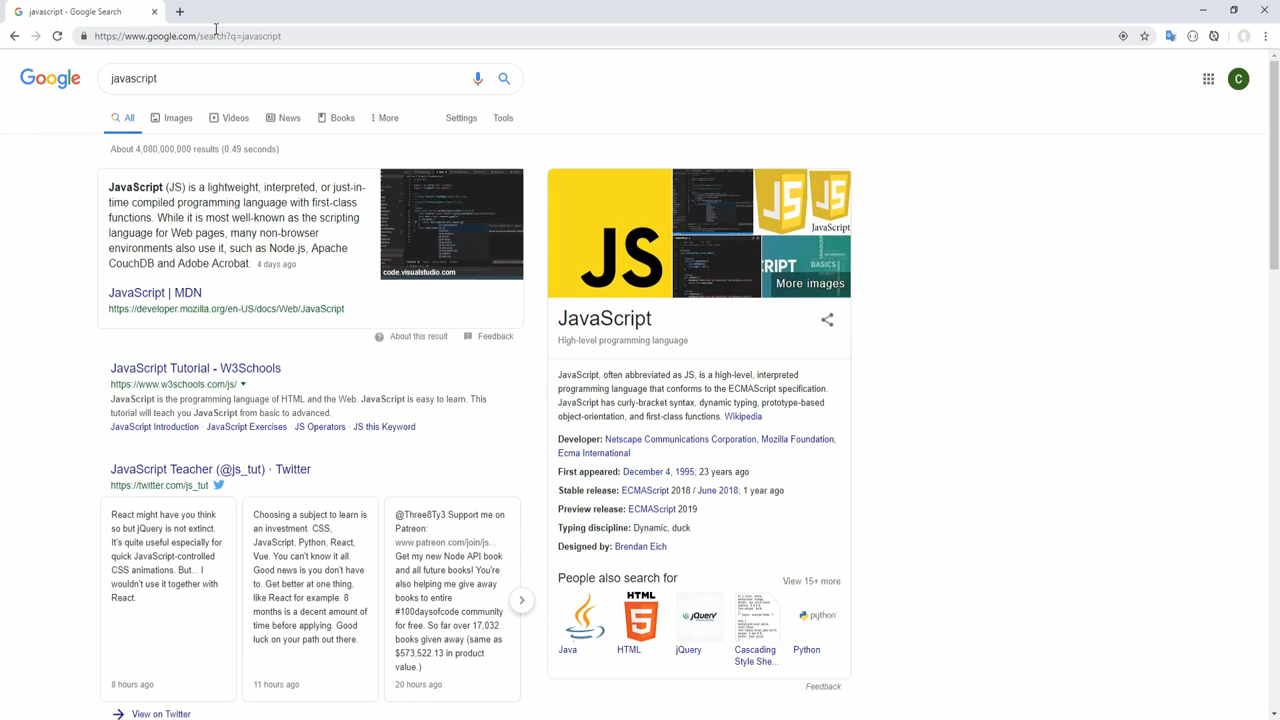 javascript - Google Search
https://www.google.com/search?q=javascript
Google
javascript
C
All
Images
Videos
News
Books
More
Settings
Tools
About 4,080,000,000 results (0.49 seconds)
JavaScript (JS) is a lightweight, interpreted, or just-in-
time compiled programming language with first-class
functions. While it is most well-known as the scripting
language for Web pages, many non-browser
environments also use it, such as Node.js, Apache
CouchDB and Adobe Acrobat. 4 days ago
code.visualstudio.com
JavaScript | MDN
https://developer.mozilla.org/en-US/docs/Web/JavaScript
About this result
Feedback
JavaScript Tutorial - W3Schools
https://www.w3schools.com/js/
JavaScript is the programming language of HTML and the Web. JavaScript is easy to learn. This
tutorial will teach you JavaScript from basic to advanced.
JavaScript Introduction · JavaScript Exercises · JS Operators · JS this Keyword
JavaScript Teacher (@js_tut) · Twitter
https://twitter.com/js_tut
React might have you think
so but jQuery is not extinct.
It's quite useful especially for
quick JavaScript-controlled
CSS animations. But... I
wouldn't use it together with
React.
8 hours ago
Choosing a subject to learn is
an investment. CSS,
JavaScript, Python, React,
Vue. You can't know it all.
Good news is you don't have
to. Get better at one thing,
like React for example. 8
months is a decent amount of
time before applying. Good
luck on your path out there.
11 hours ago
@Three8Ty3 Support me on
Patreon:
www.patreon.com/join/js...
Get my new Node API book
and all future books! You're
also helping me give away
books to entire
#100daysofcode community
for free. So far over 17,032
books given away (same as
$573,522.13 in product
value.)
20 hours ago
View on Twitter
JS
JS
JS
JavaScript
CRIPT
BASICS
More images
JavaScript
High-level programming language
JavaScript, often abbreviated as JS, is a high-level, interpreted
programming language that conforms to the ECMAScript specification.
JavaScript has curly-bracket syntax, dynamic typing, prototype-based
object-orientation, and first-class functions. Wikipedia
Developer: Netscape Communications Corporation, Mozilla Foundation,
Ecma International
First appeared: December 4, 1995; 23 years ago
Stable release: ECMAScript 2018 / June 2018; 1 year ago
Preview release: ECMAScript 2019
Typing discipline: Dynamic, duck
Designed by: Brendan Eich
People also search for
View 15+ more
Java
HTML
5
HTML
jQuery
jQuery
Cascading
Style She...
python
Python
Feedback